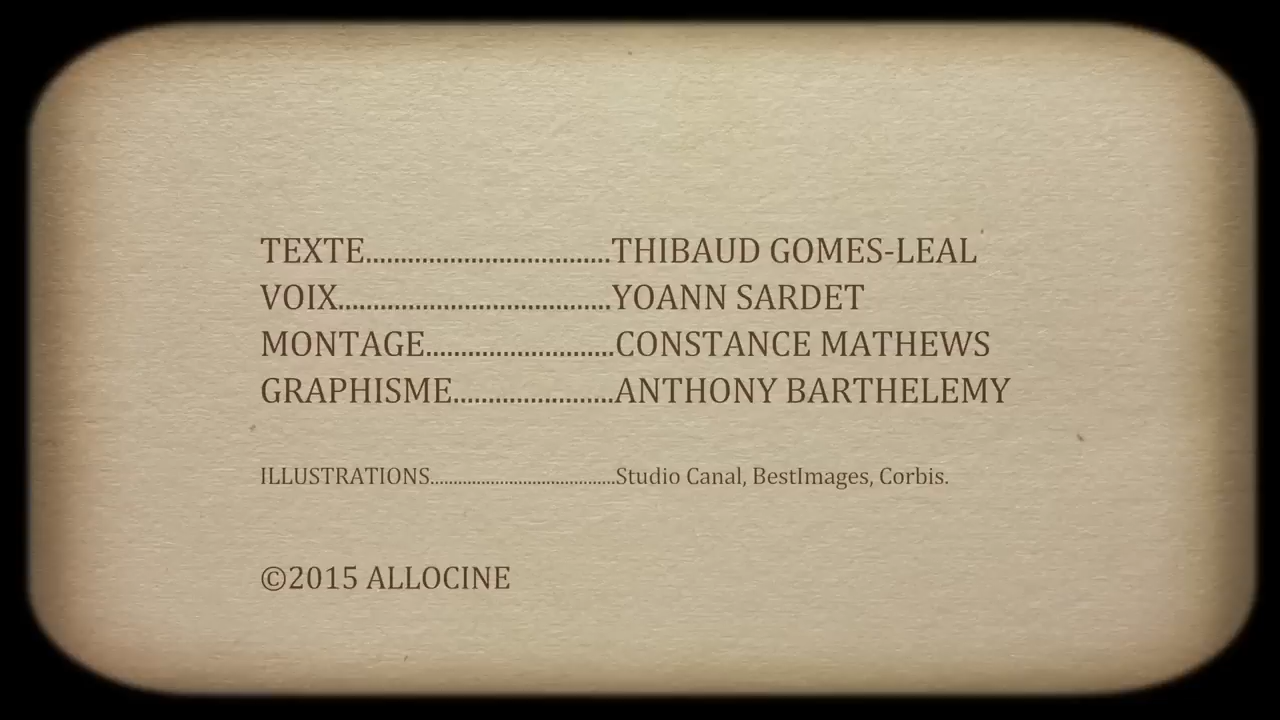 TEXTE...................................THIBAUD GOMES-LEAL
VOIX.......................................YOANN SARDET
MONTAGE...........................CONSTANCE MATHEWS
GRAPHISME.......................ANTHONY BARTHELEMY
ILLUSTRATIONS........................................Studio Canal, BestImages, Corbis.
©2015 ALLOCINE